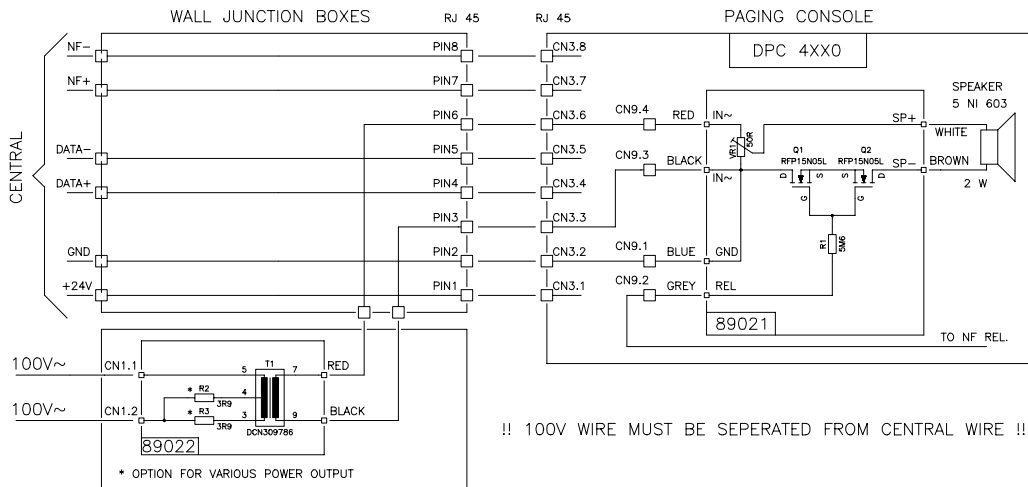 WALL JUNCTION BOXES
RJ 45
RJ 45
PAGING CONSOLE
DPC 4XX0
CENTRAL
NF-
PIN8
CN3.8
NF+
PIN7
CN3.7
PIN6
CN3.6
DATA-
PIN5
CN3.5
DATA+
PIN4
CN3.4
PIN3
CN3.3
GND
PIN2
CN3.2
+24V
PIN1
CN3.1
CN9.4
RED
IN~
CN9.3
BLACK
IN~
CN9.1
BLUE
GND
CN9.2
GREY
REL
VR1
50R
Q1
RFP15N05L
Q2
RFP15N05L
D
S
G
S
D
G
R1
5M6
SP+
WHITE
SP-
BROWN
SPEAKER
5 NI 603
2 W
89021
TO NF REL.
100V~
CN1.1
100V~
CN1.2
* R2
3R9
* R3
3R9
5
4
3
T1
7
9
DCN309786
RED
BLACK
89022
* OPTION FOR VARIOUS POWER OUTPUT
!! 100V WIRE MUST BE SEPERATED FROM CENTRAL WIRE !!